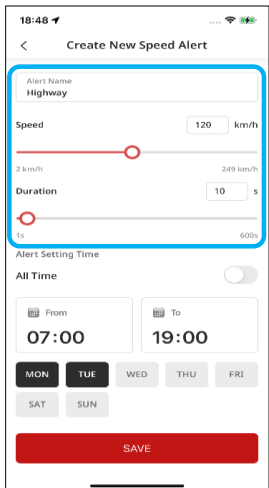 18:48
Create New Speed Alert
Alert Name
Highway
Speed 120 km/h
2 km/h 249 km/h
Duration 10 s
1s 600s
Alert Setting Time
All Time
From To
07:00 19:00
MON TUE WED THU FRI
SAT SUN
SAVE